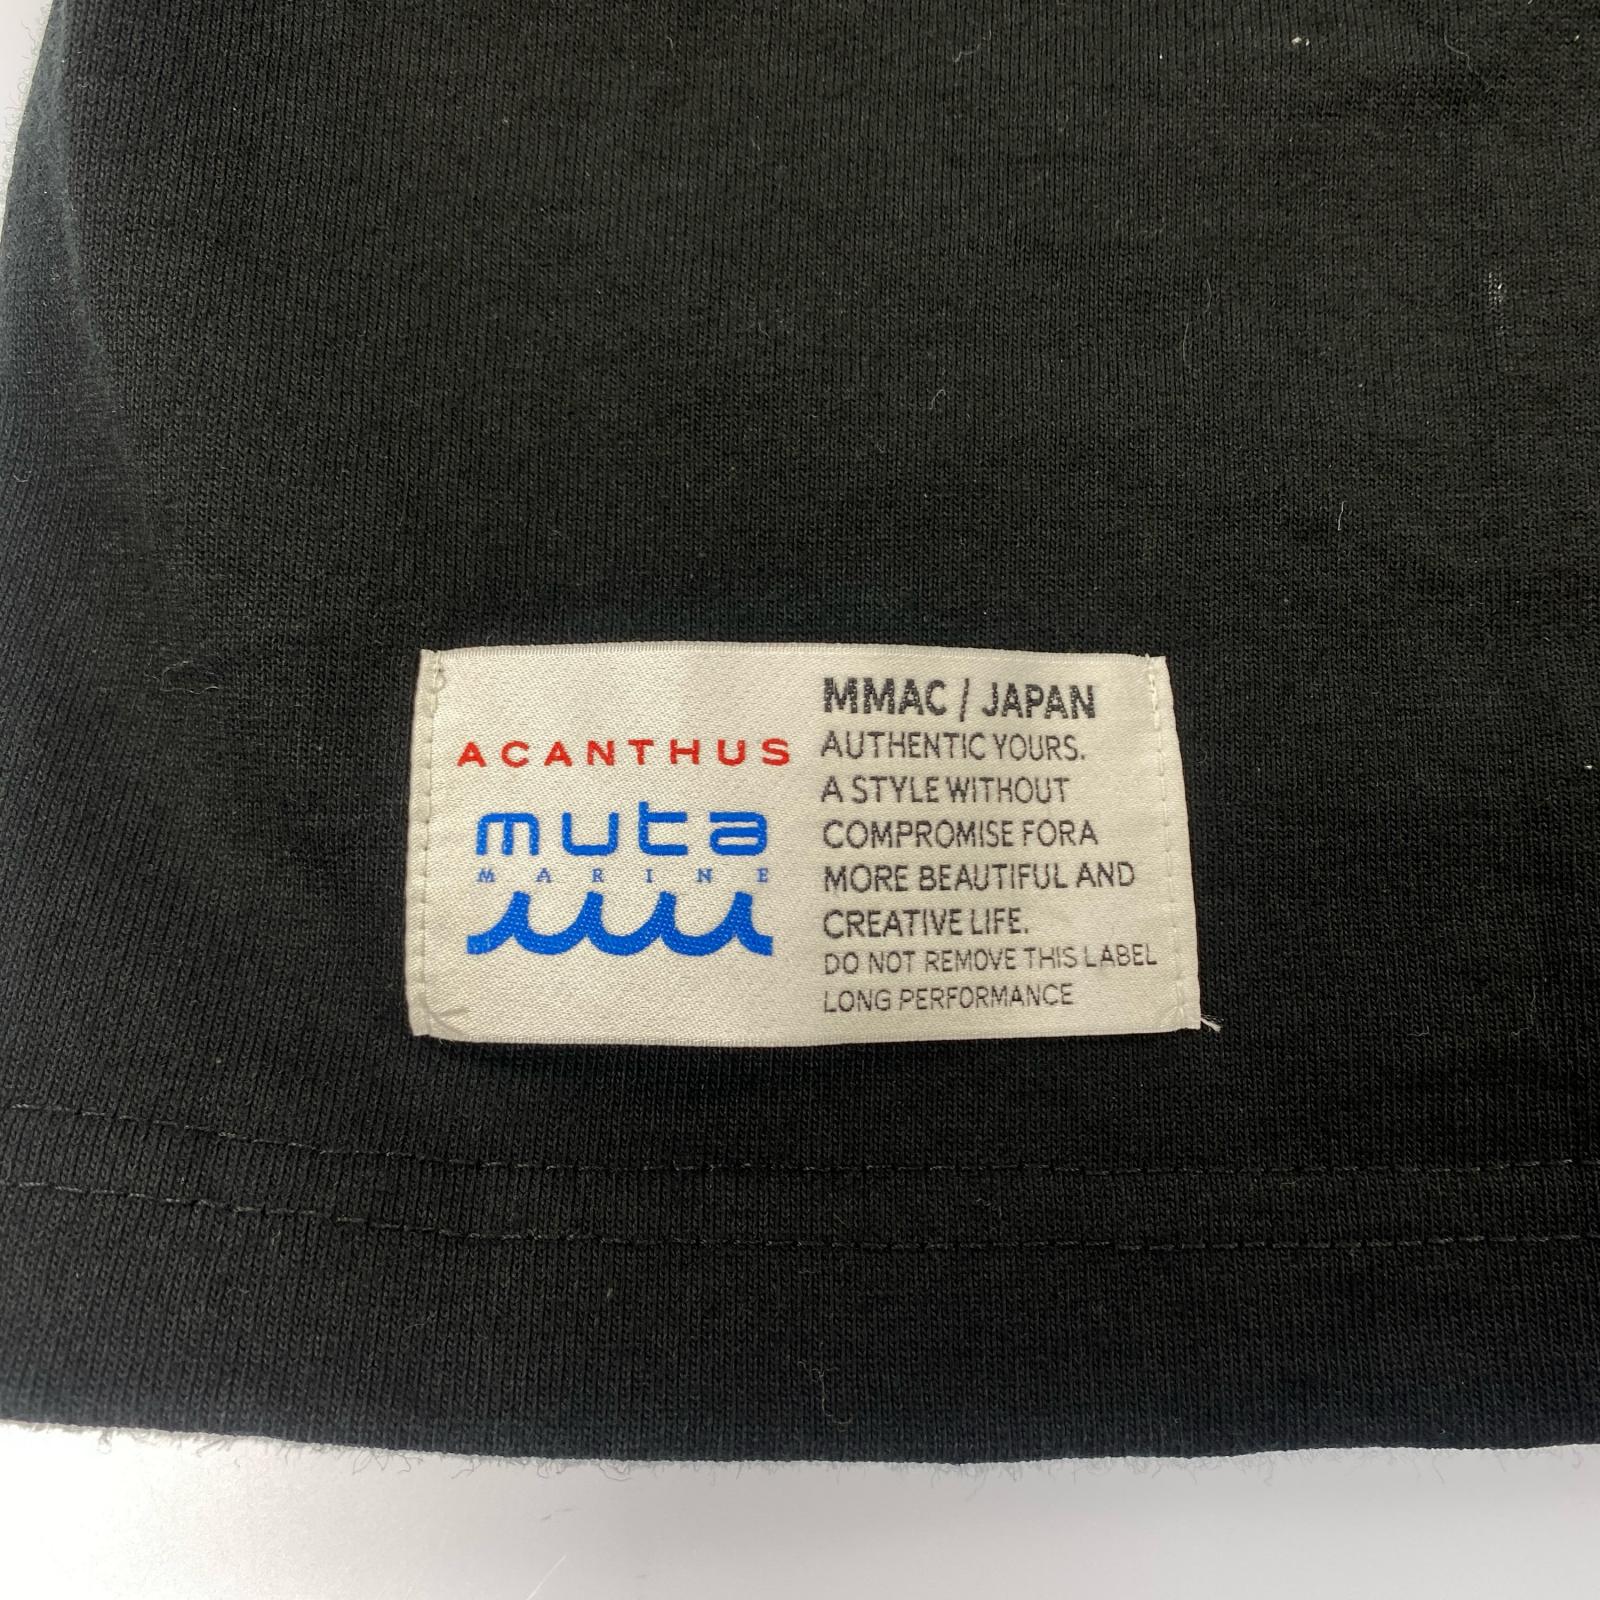 ACANTHUS
muta
MARINE
MMAC / JAPAN
AUTHENTIC YOURS.
A STYLE WITHOUT
COMPROMISE FOR A
MORE BEAUTIFUL AND
CREATIVE LIFE.
DO NOT REMOVE THIS LABEL
LONG PERFORMANCE